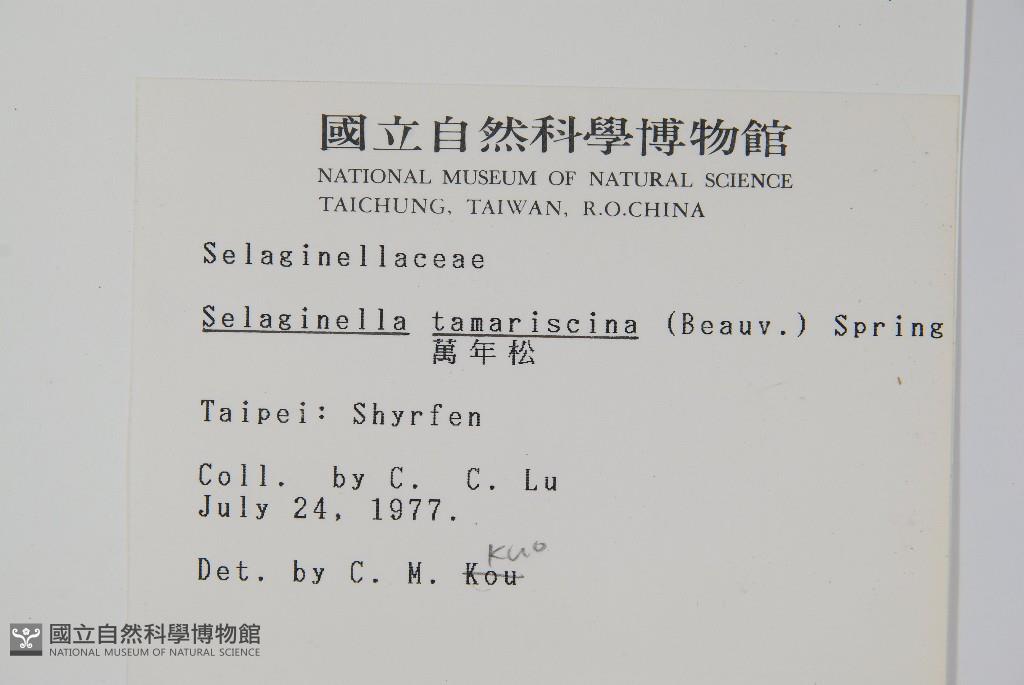 國立自然科學博物館
NATIONAL MUSEUM OF NATURAL SCIENCE
TAICHUNG, TAIWAN, R.O.CHINA
Selaginellaceae
Selaginella tamariscina (Beauv.) Spring
萬年松
Taipei: Shyrfen
Coll. by C. C. Lu
July 24, 1977.
Kuo
Det. by C. M. Kou
國立自然科學博物館
NATIONAL MUSEUM OF NATURAL SCIENCE